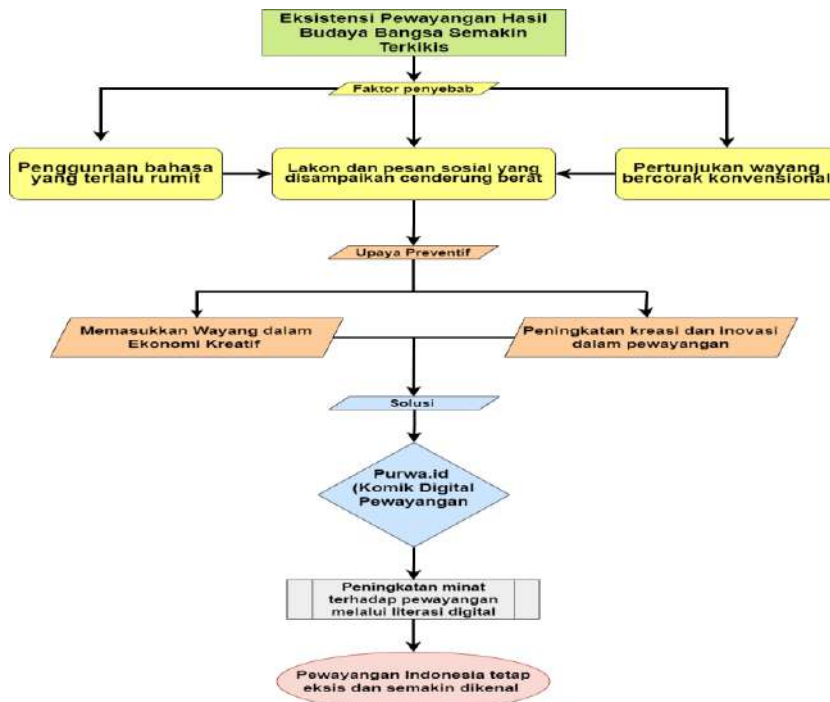 Eksistensi Pewayangan Hasil
Budaya Bangsa Semakin
Terkikis
Faktor penyebab
Penggunaan bahasa
yang terlalu rumit
Lakon dan pesan sosial yang
disampaikan cenderung berat
Pertunjukan wayang
bercorak konvensional
Upaya Preventif
Memasukkan Wayang dalam
Ekonomi Kreatif
Peningkatan kreasi dan inovasi
dalam pewayangan
Solusi
Purwa.id
(Komik Digital
Pewayangan
Peningkatan minat
terhadap pewayangan
melalui literasi digital
Pewayangan Indonesia tetap
eksis dan semakin dikenal